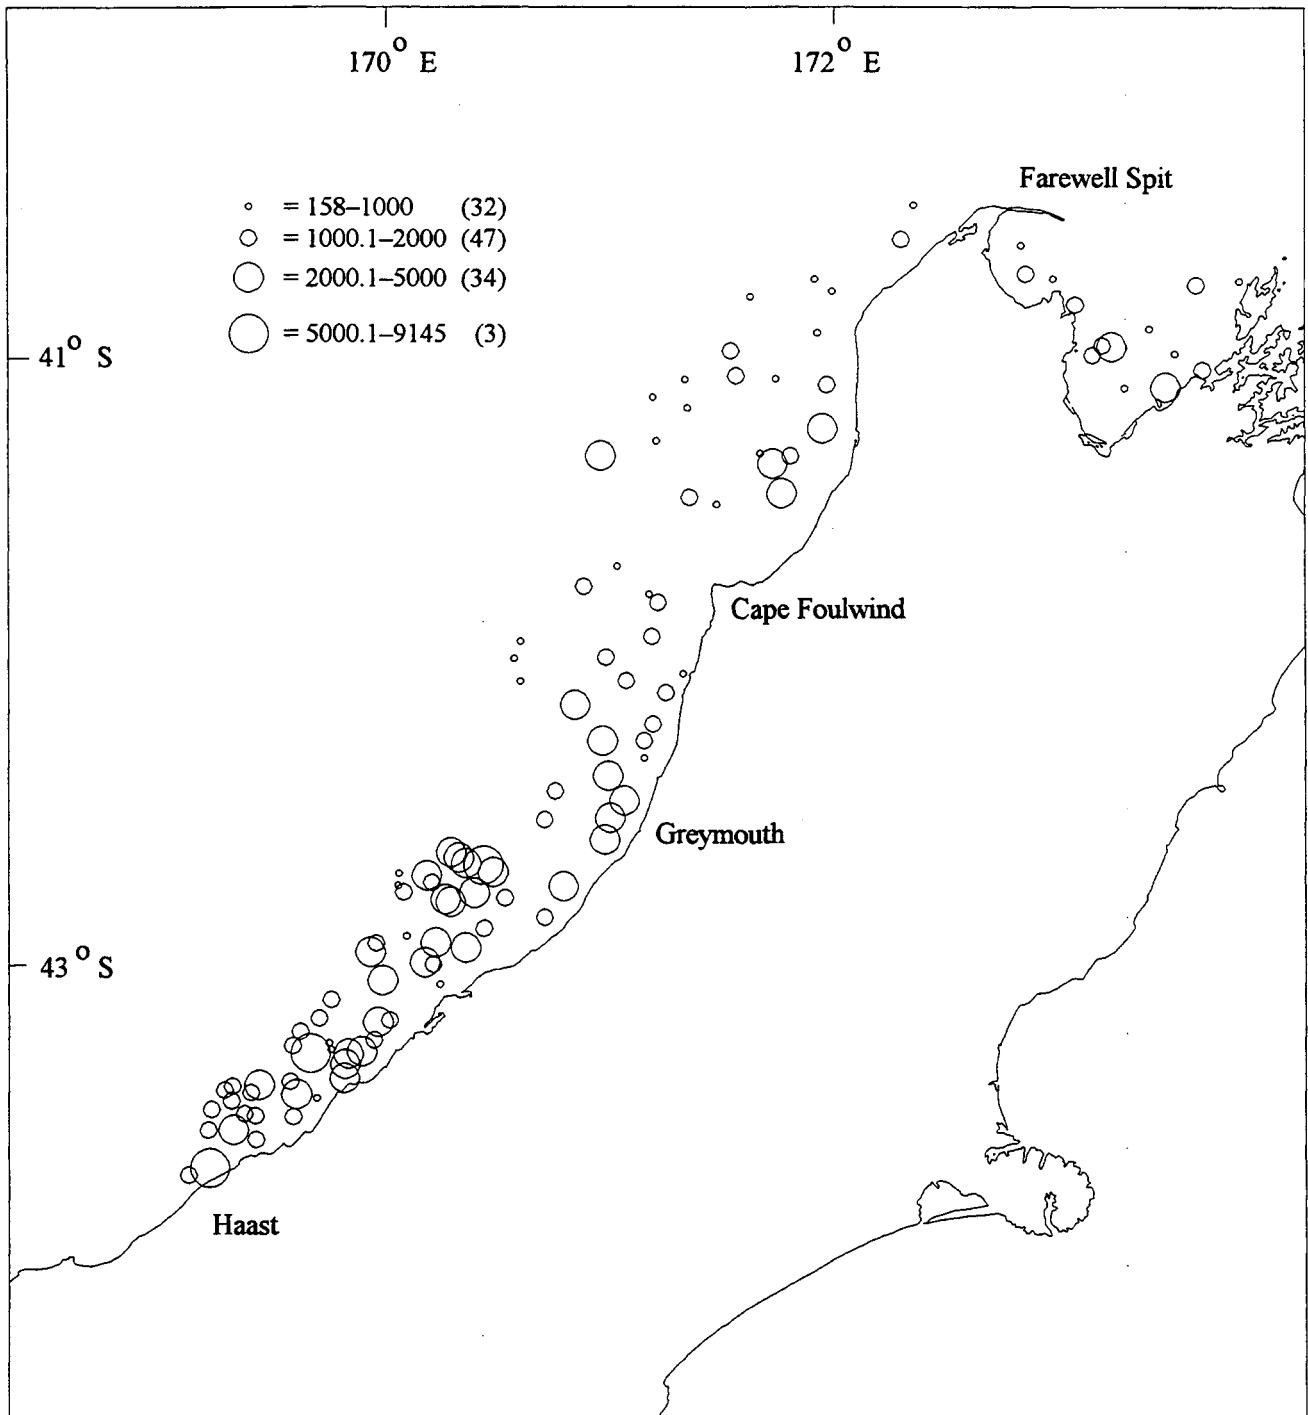 170° E
172° E
Farewell Spit
= 158–1000 (32)
= 1000.1–2000 (47)
= 2000.1–5000 (34)
= 5000.1–9145 (3)
41° S
Cape Foulwind
Greymouth
43° S
Haast